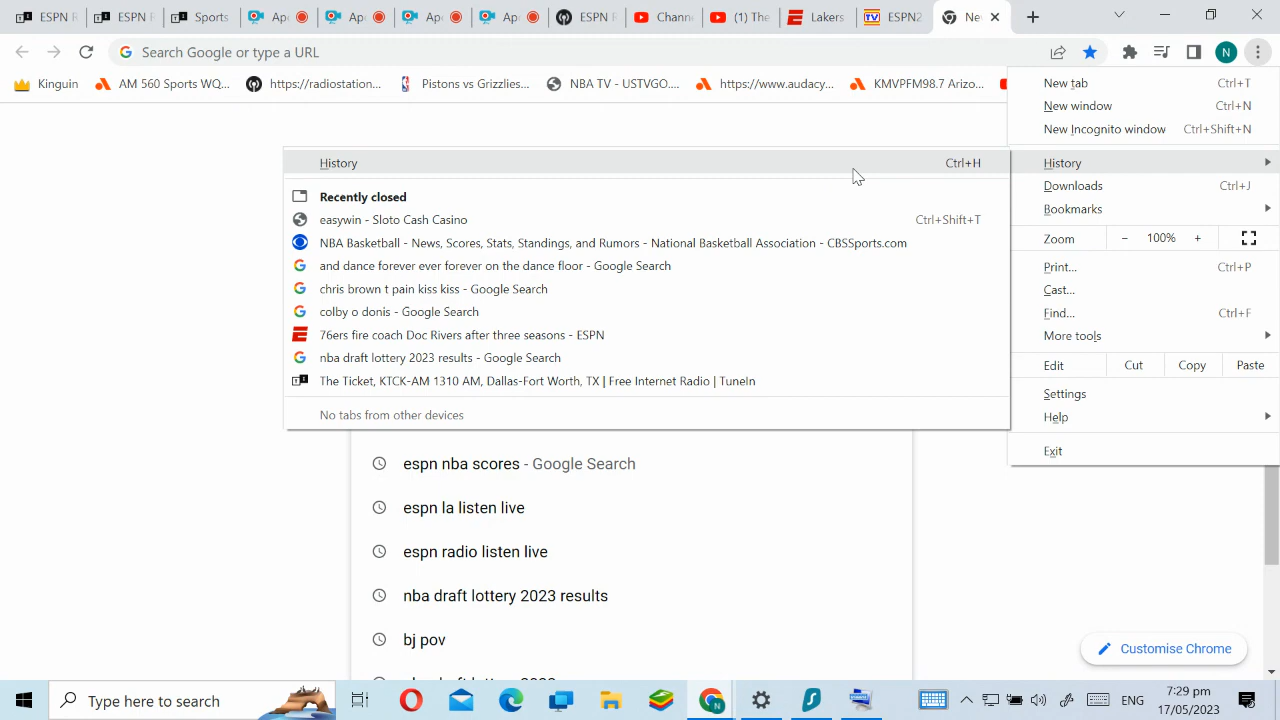 ESPN R
ESPN R
Sports
Apo
Apo
Apo
Apo
ESPN R
Chann
(1) The
Lakers
ESPN2
Ne
Search Google or type a URL
N
Kinguin
AM 560 Sports WQ...
https://radiostation...
Pistons vs Grizzlies...
NBA TV - USTVGO....
https://www.audacy...
KMVPFM98.7 Arizo...
New tab Ctrl+T
New window Ctrl+N
New Incognito window Ctrl+Shift+N
History
Downloads Ctrl+J
Bookmarks
Zoom − 100% +
Print... Ctrl+P
Cast...
Find... Ctrl+F
More tools
Edit Cut Copy Paste
Settings
Help
Exit
History Ctrl+H
Recently closed
easywin - Sloto Cash Casino Ctrl+Shift+T
NBA Basketball - News, Scores, Stats, Standings, and Rumors - National Basketball Association - CBSSports.com
and dance forever ever forever on the dance floor - Google Search
chris brown t pain kiss kiss - Google Search
colby o donis - Google Search
76ers fire coach Doc Rivers after three seasons - ESPN
nba draft lottery 2023 results - Google Search
The Ticket, KTCK-AM 1310 AM, Dallas-Fort Worth, TX | Free Internet Radio | TuneIn
No tabs from other devices
espn nba scores - Google Search
espn la listen live
espn radio listen live
nba draft lottery 2023 results
bj pov
Customise Chrome
Type here to search
ENG
7:29 pm
17/05/2023